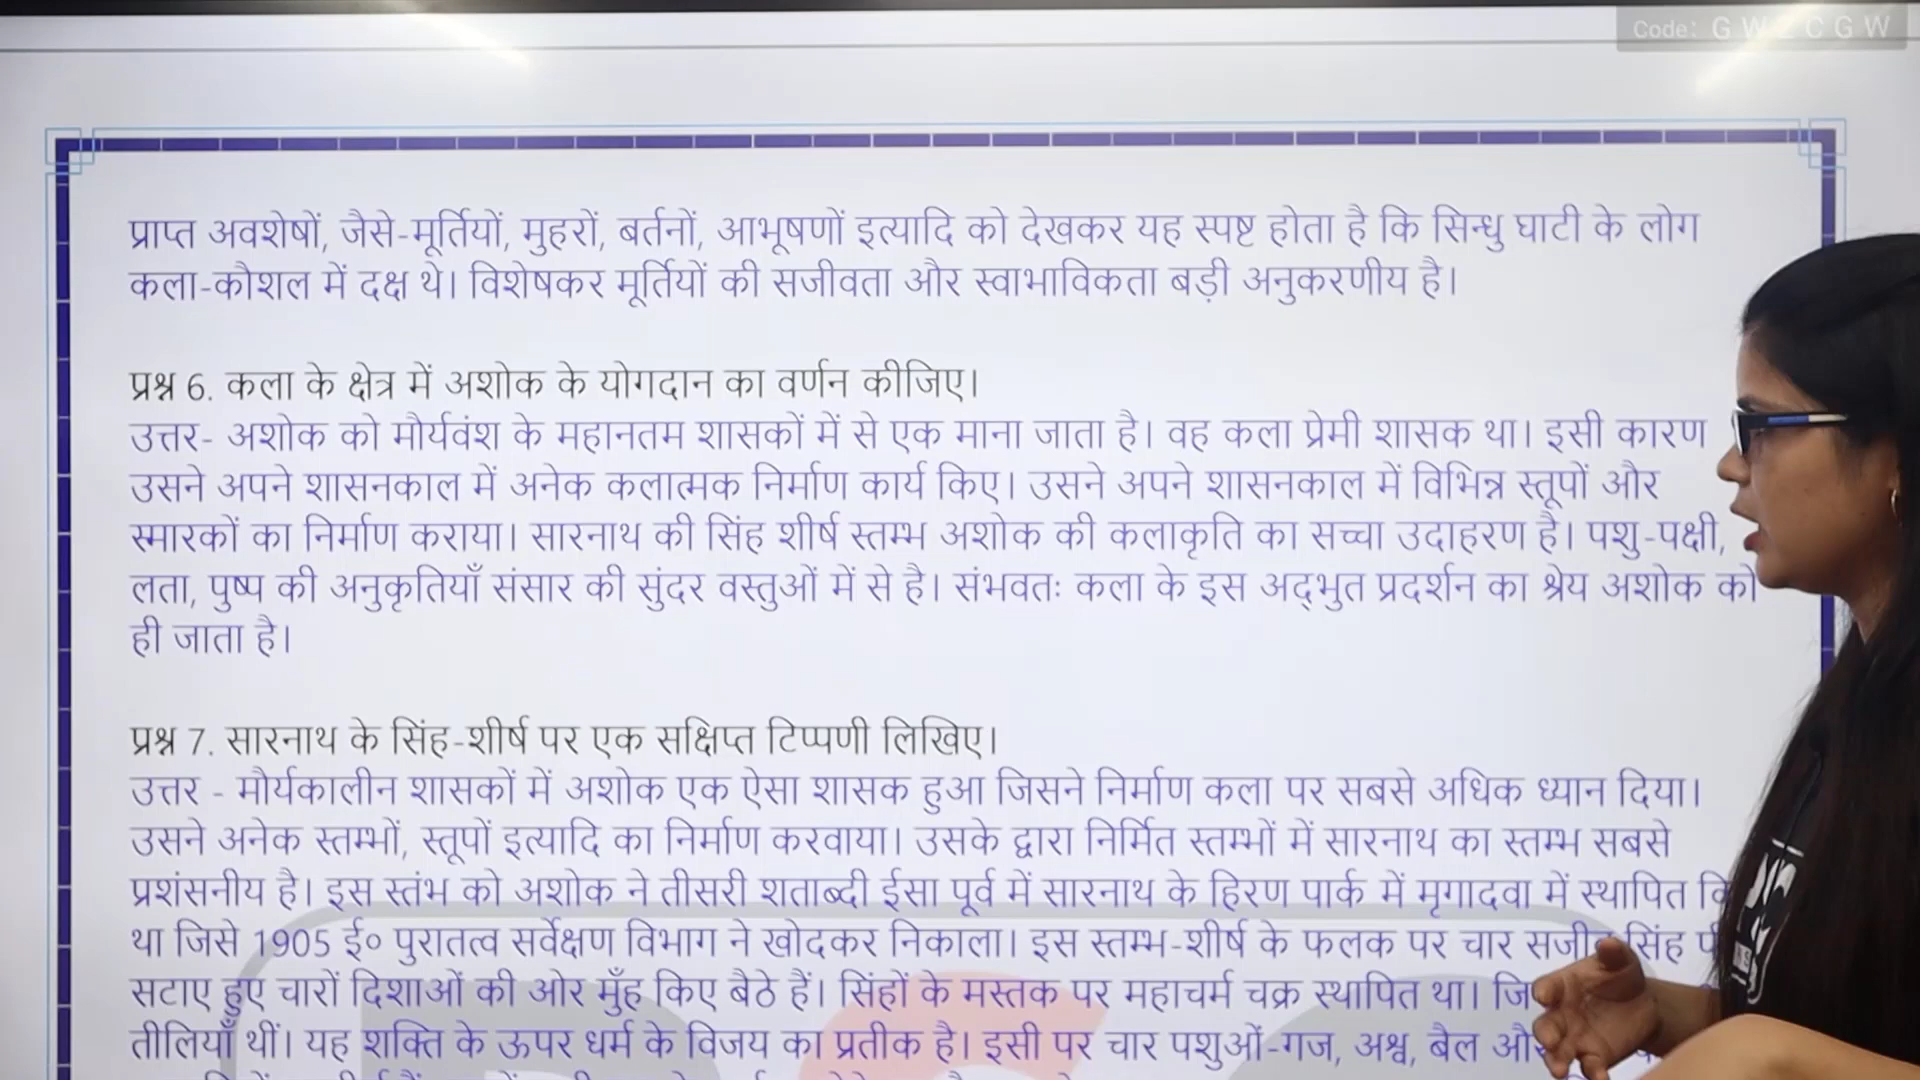 Code: G W C G W
प्राप्त अवशेषों, जैसे-मूर्तियों, मुहरों, बर्तनों, आभूषणों इत्यादि को देखकर यह स्पष्ट होता है कि सिन्धु घाटी के लोग
कला-कौशल में दक्ष थे। विशेषकर मूर्तियों की सजीवता और स्वाभाविकता बड़ी अनुकरणीय है।
प्रश्न 6. कला के क्षेत्र में अशोक के योगदान का वर्णन कीजिए।
उत्तर- अशोक को मौर्यवंश के महानतम शासकों में से एक माना जाता है। वह कला प्रेमी शासक था। इसी कारण
उसने अपने शासनकाल में अनेक कलात्मक निर्माण कार्य किए। उसने अपने शासनकाल में विभिन्न स्तूपों और
स्मारकों का निर्माण कराया। सारनाथ की सिंह शीर्ष स्तम्भ अशोक की कलाकृति का सच्चा उदाहरण है। पशु-पक्षी,
लता, पुष्प की अनुकृतियाँ संसार की सुंदर वस्तुओं में से है। संभवतः कला के इस अद्भुत प्रदर्शन का श्रेय अशोक को
ही जाता है।
प्रश्न 7. सारनाथ के सिंह-शीर्ष पर एक सक्षिप्त टिप्पणी लिखिए।
उत्तर - मौर्यकालीन शासकों में अशोक एक ऐसा शासक हुआ जिसने निर्माण कला पर सबसे अधिक ध्यान दिया।
उसने अनेक स्तम्भों, स्तूपों इत्यादि का निर्माण करवाया। उसके द्वारा निर्मित स्तम्भों में सारनाथ का स्तम्भ सबसे
प्रशंसनीय है। इस स्तंभ को अशोक ने तीसरी शताब्दी ईसा पूर्व में सारनाथ के हिरण पार्क में मृगादवा में स्थापित
था जिसे 1905 ई० पुरातत्व सर्वेक्षण विभाग ने खोदकर निकाला। इस स्तम्भ-शीर्ष के फलक पर चार सजीव सिंह
सटाए हुए चारों दिशाओं की ओर मुँह किए बैठे हैं। सिंहों के मस्तक पर महाचर्म चक्र स्थापित था।
तीलियाँ थीं। यह शक्ति के ऊपर धर्म के विजय का प्रतीक है। इसी पर चार पशुओं-गज, अश्व, बैल